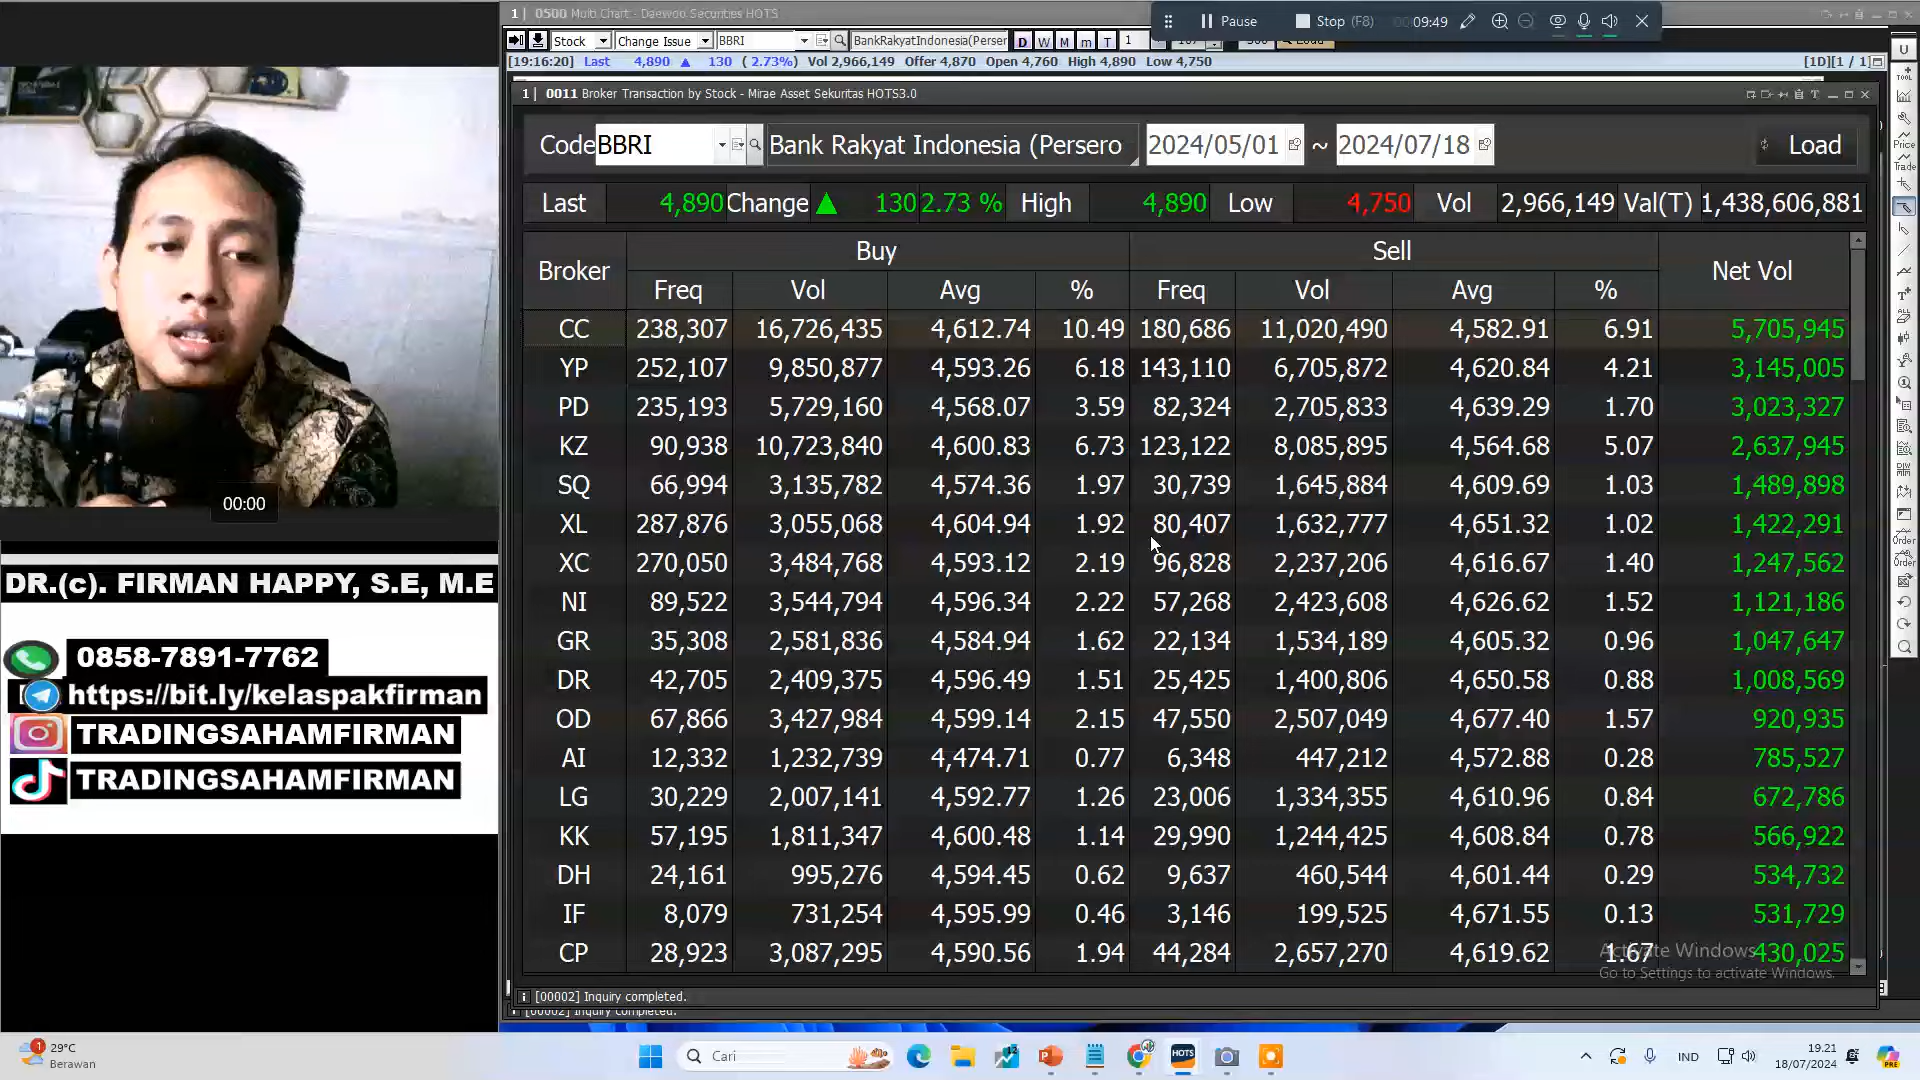 1 | 0500 Multi Chart - Daewoo Securities HOTS
Pause Stop (F8) 00:09:49
Stock Change Issue BBRI BankRakyatIndonesia(Perser D W M m T 1
[19:16:20] Last 4,890 ▲ 130 ( 2.73%) Vol 2,966,149 Offer 4,870 Open 4,760 High 4,890 Low 4,750 [1D][1 / 1]
1 | 0011 Broker Transaction by Stock - Mirae Asset Sekuritas HOTS3.0
Code BBRI Bank Rakyat Indonesia (Persero 2024/05/01 ~ 2024/07/18 Load
Last 4,890 Change ▲ 130 2.73 % High 4,890 Low 4,750 Vol 2,966,149 Val(T) 1,438,606,881
Broker Buy Sell Net Vol
Freq Vol Avg % Freq Vol Avg %
CC 238,307 16,726,435 4,612.74 10.49 180,686 11,020,490 4,582.91 6.91 5,705,945
YP 252,107 9,850,877 4,593.26 6.18 143,110 6,705,872 4,620.84 4.21 3,145,005
PD 235,193 5,729,160 4,568.07 3.59 82,324 2,705,833 4,639.29 1.70 3,023,327
KZ 90,938 10,723,840 4,600.83 6.73 123,122 8,085,895 4,564.68 5.07 2,637,945
SQ 66,994 3,135,782 4,574.36 1.97 30,739 1,645,884 4,609.69 1.03 1,489,898
XL 287,876 3,055,068 4,604.94 1.92 80,407 1,632,777 4,651.32 1.02 1,422,291
XC 270,050 3,484,768 4,593.12 2.19 96,828 2,237,206 4,616.67 1.40 1,247,562
NI 89,522 3,544,794 4,596.34 2.22 57,268 2,423,608 4,626.62 1.52 1,121,186
GR 35,308 2,581,836 4,584.94 1.62 22,134 1,534,189 4,605.32 0.96 1,047,647
DR 42,705 2,409,375 4,596.49 1.51 25,425 1,400,806 4,650.58 0.88 1,008,569
OD 67,866 3,427,984 4,599.14 2.15 47,550 2,507,049 4,677.40 1.57 920,935
AI 12,332 1,232,739 4,474.71 0.77 6,348 447,212 4,572.88 0.28 785,527
LG 30,229 2,007,141 4,592.77 1.26 23,006 1,334,355 4,610.96 0.84 672,786
KK 57,195 1,811,347 4,600.48 1.14 29,990 1,244,425 4,608.84 0.78 566,922
DH 24,161 995,276 4,594.45 0.62 9,637 460,544 4,601.44 0.29 534,732
IF 8,079 731,254 4,595.99 0.46 3,146 199,525 4,671.55 0.13 531,729
CP 28,923 3,087,295 4,590.56 1.94 44,284 2,657,270 4,619.62 1.67 430,025
Activate Windows
Go to Settings to activate Windows.
[00002] Inquiry completed.
[00002] Inquiry completed.
00:00
DR.(c). FIRMAN HAPPY, S.E, M.E
0858-7891-7762
https://bit.ly/kelaspakfirman
TRADINGSAHAMFIRMAN
TRADINGSAHAMFIRMAN
1
29°C
Berawan
Cari
HOTS
IND
19.21
18/07/2024
U
TOOL
Price
Trade
ALL
Order
Order
PRE